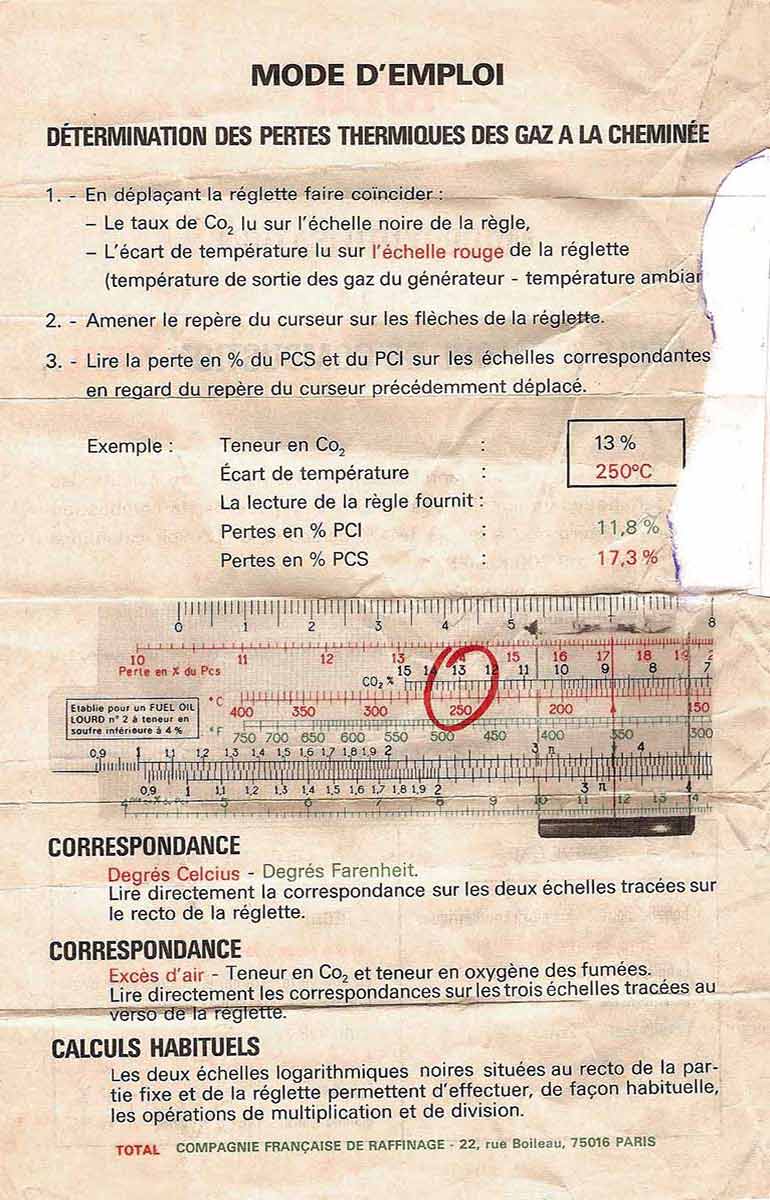 MODE D'EMPLOI
DÉTERMINATION DES PERTES THERMIQUES DES GAZ A LA CHEMINÉE
1. - En déplaçant la réglette faire coïncider :
– Le taux de Co₂ lu sur l'échelle noire de la règle,
– L'écart de température lu sur l'échelle rouge de la réglette
(température de sortie des gaz du générateur - température ambian
2. - Amener le repère du curseur sur les flèches de la réglette.
3. - Lire la perte en % du PCS et du PCI sur les échelles correspondantes
en regard du repère du curseur précédemment déplacé.
Exemple : Teneur en Co₂ : 13 %
Écart de température : 250°C
La lecture de la règle fournit :
Pertes en % PCI : 11,8 %
Pertes en % PCS : 17,3 %
0 1 2 3 4 5 8
10 11 12 13 4 15 16 17 18 19 2
Perte en % du Pcs
CO₂ % 15 14 13 12 11 10 9 8 7
°C 400 350 300 250 200 150
Etablie pour un FUEL OIL
LOURD n° 2 à teneur en
soufre inférieure à 4 %
°F 750 700 650 600 550 500 450 400 350 300
0,9 1 1,1 1,2 1,3 1,4 1,5 1,6 1,7 1,8 1,9 2 3 π 4
0,9 1 1,1 1,2 1,3 1,4 1,5 1,6 1,7 1,8 1,9 2 3 π 4
4 5 6 7 8 9 10 11 12 13 14
CORRESPONDANCE
Degrés Celcius - Degrés Farenheit.
Lire directement la correspondance sur les deux échelles tracées sur
le recto de la réglette.
CORRESPONDANCE
Excès d'air - Teneur en Co₂ et teneur en oxygène des fumées.
Lire directement les correspondances sur les trois échelles tracées au
verso de la réglette.
CALCULS HABITUELS
Les deux échelles logarithmiques noires situées au recto de la par-
tie fixe et de la réglette permettent d'effectuer, de façon habituelle,
les opérations de multiplication et de division.
TOTAL COMPAGNIE FRANÇAISE DE RAFFINAGE - 22, rue Boileau, 75016 PARIS